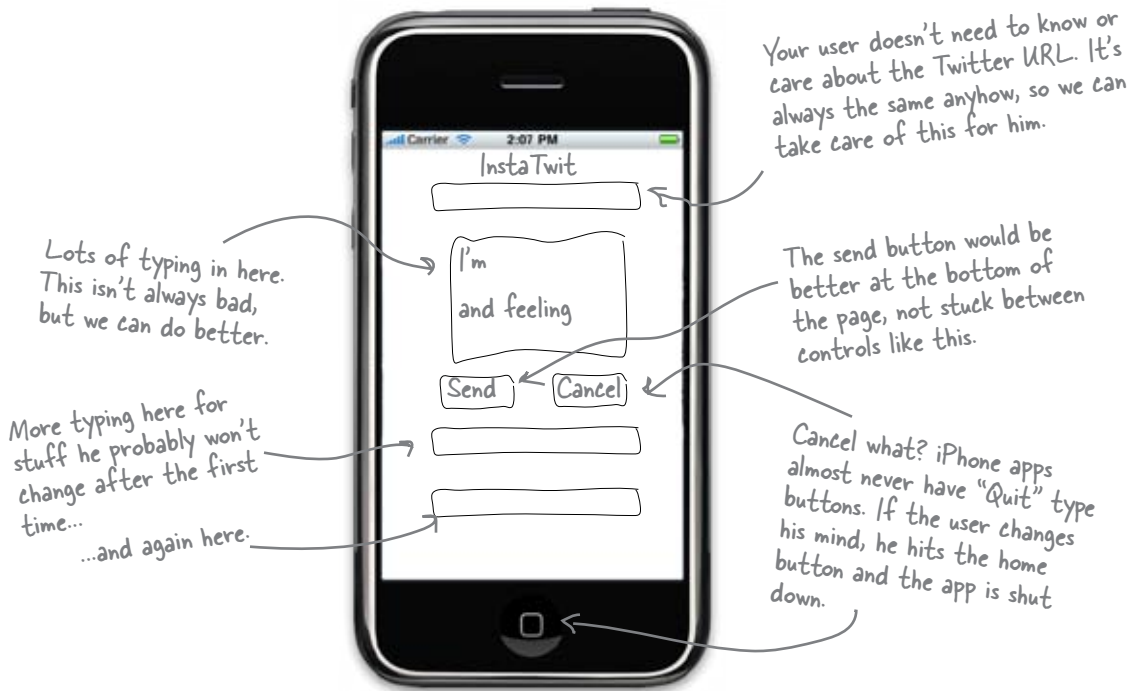 Your user doesn't need to know or
care about the Twitter URL. It's
always the same anyhow, so we can
take care of this for him.
Carrier 2:07 PM
InstaTwit
Lots of typing in here.
This isn't always bad,
but we can do better.
I'm
and feeling
The send button would be
better at the bottom of
the page, not stuck between
controls like this.
Send Cancel
More typing here for
stuff he probably won't
change after the first
time...
...and again here.
Cancel what? iPhone apps
almost never have "Quit" type
buttons. If the user changes
his mind, he hits the home
button and the app is shut
down.